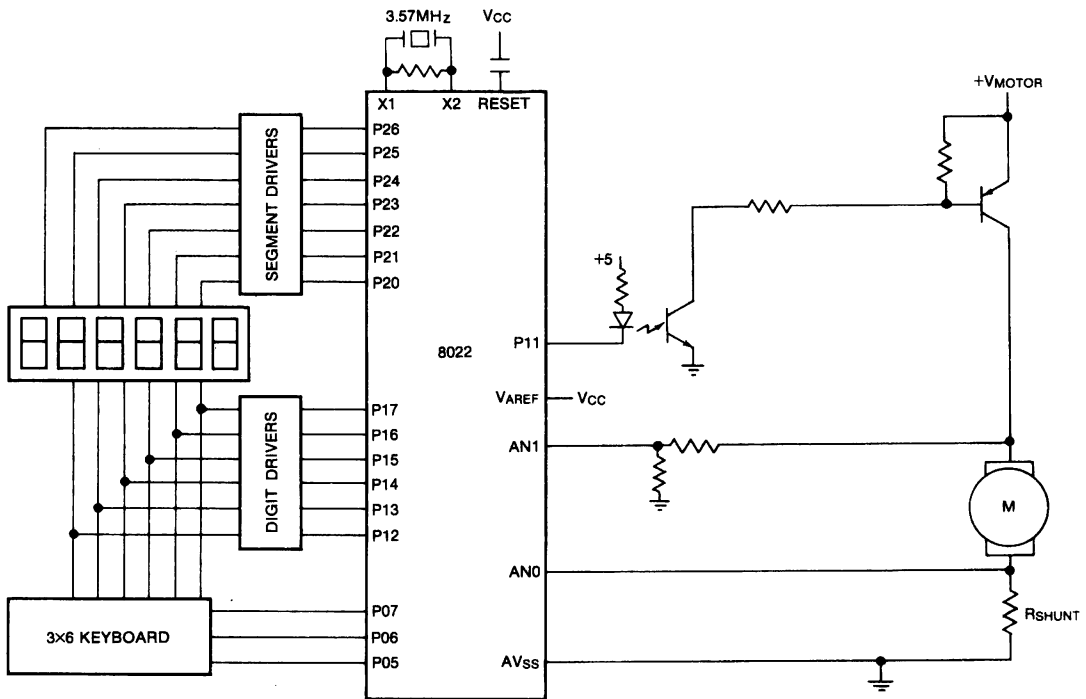 3.57MHz
VCC
X1
X2
RESET
+VMOTOR
P26
P25
P24
P23
P22
P21
P20
SEGMENT DRIVERS
+5
P11
8022
VAREF
VCC
P17
P16
P15
P14
P13
P12
DIGIT DRIVERS
AN1
M
AN0
RSHUNT
3×6 KEYBOARD
P07
P06
P05
AVSS